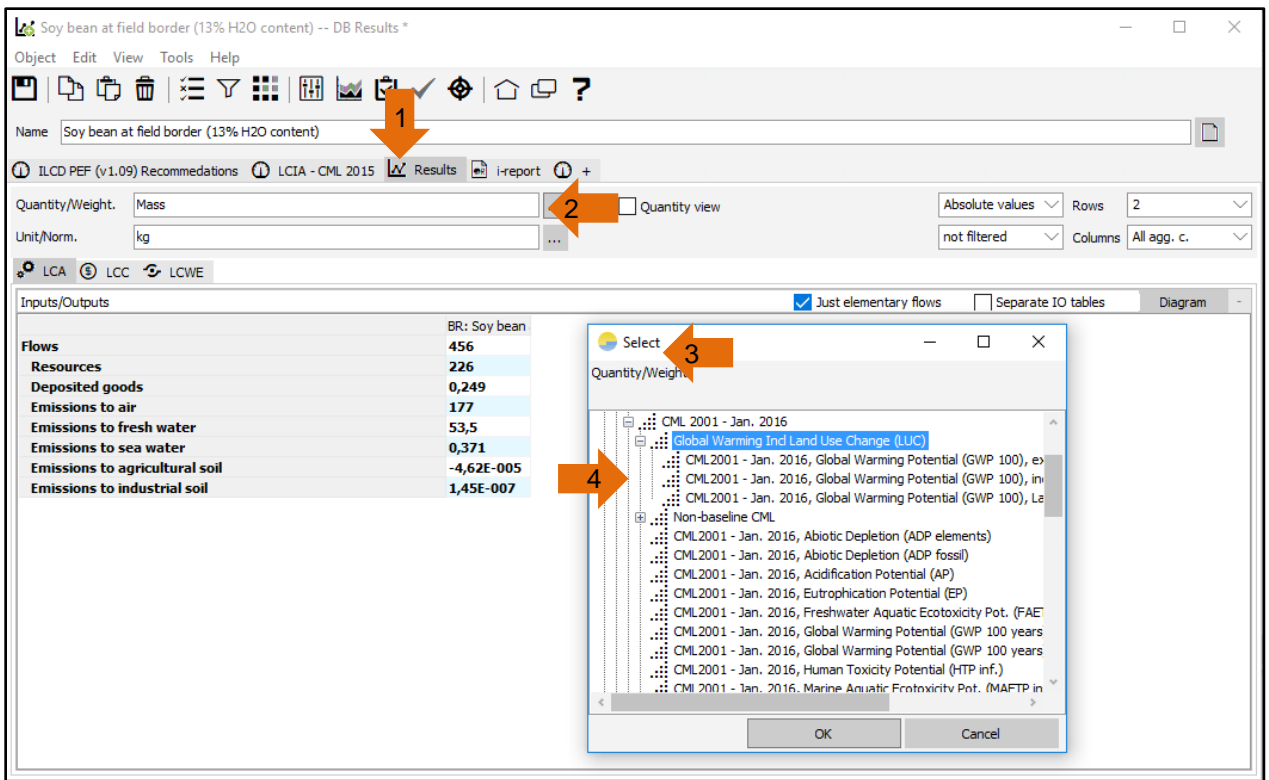 Soy bean at field border (13% H2O content) -- DB Results *
Object Edit View Tools Help
1
Name Soy bean at field border (13% H2O content)
ILCD PEF (v1.09) Recommedations LCIA - CML 2015 Results i-report +
Quantity/Weight. Mass 2 Quantity view Absolute values Rows 2
Unit/Norm. kg ... not filtered Columns All agg. c.
LCA LCC LCWE
Inputs/Outputs Just elementary flows Separate IO tables Diagram -
BR: Soy bean
Flows 456
Resources 226
Deposited goods 0,249
Emissions to air 177
Emissions to fresh water 53,5
Emissions to sea water 0,371
Emissions to agricultural soil -4,62E-005
Emissions to industrial soil 1,45E-007
Select 3
Quantity/Weight
CML 2001 - Jan. 2016
Global Warming Incl Land Use Change (LUC)
CML2001 - Jan. 2016, Global Warming Potential (GWP 100), ex
4 CML2001 - Jan. 2016, Global Warming Potential (GWP 100), in
CML2001 - Jan. 2016, Global Warming Potential (GWP 100), La
Non-baseline CML
CML2001 - Jan. 2016, Abiotic Depletion (ADP elements)
CML2001 - Jan. 2016, Abiotic Depletion (ADP fossil)
CML2001 - Jan. 2016, Acidification Potential (AP)
CML2001 - Jan. 2016, Eutrophication Potential (EP)
CML2001 - Jan. 2016, Freshwater Aquatic Ecotoxicity Pot. (FAET
CML2001 - Jan. 2016, Global Warming Potential (GWP 100 years
CML2001 - Jan. 2016, Global Warming Potential (GWP 100 years
CML2001 - Jan. 2016, Human Toxicity Potential (HTP inf.)
CML2001 - Jan. 2016, Marine Aquatic Ecotoxicity Pot. (MAETP in
OK Cancel